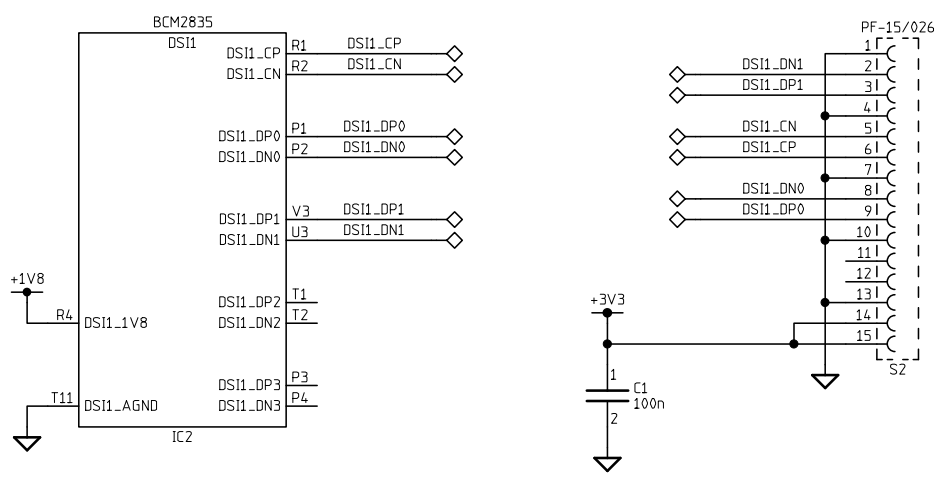 BCM2835
DSI1
DSI1_CP R1 DSI1_CP
DSI1_CN R2 DSI1_CN
DSI1_DP0 P1 DSI1_DP0
DSI1_DN0 P2 DSI1_DN0
DSI1_DP1 V3 DSI1_DP1
DSI1_DN1 U3 DSI1_DN1
+1V8
DSI1_DP2 T1
R4 DSI1_1V8 DSI1_DN2 T2
DSI1_DP3 P3
T11 DSI1_AGND DSI1_DN3 P4
IC2
PF-15/026
1
DSI1_DN1 2
DSI1_DP1 3
4
DSI1_CN 5
DSI1_CP 6
7
DSI1_DN0 8
DSI1_DP0 9
10
11
12
+3V3 13
14
15
S2
1
C1
100n
2